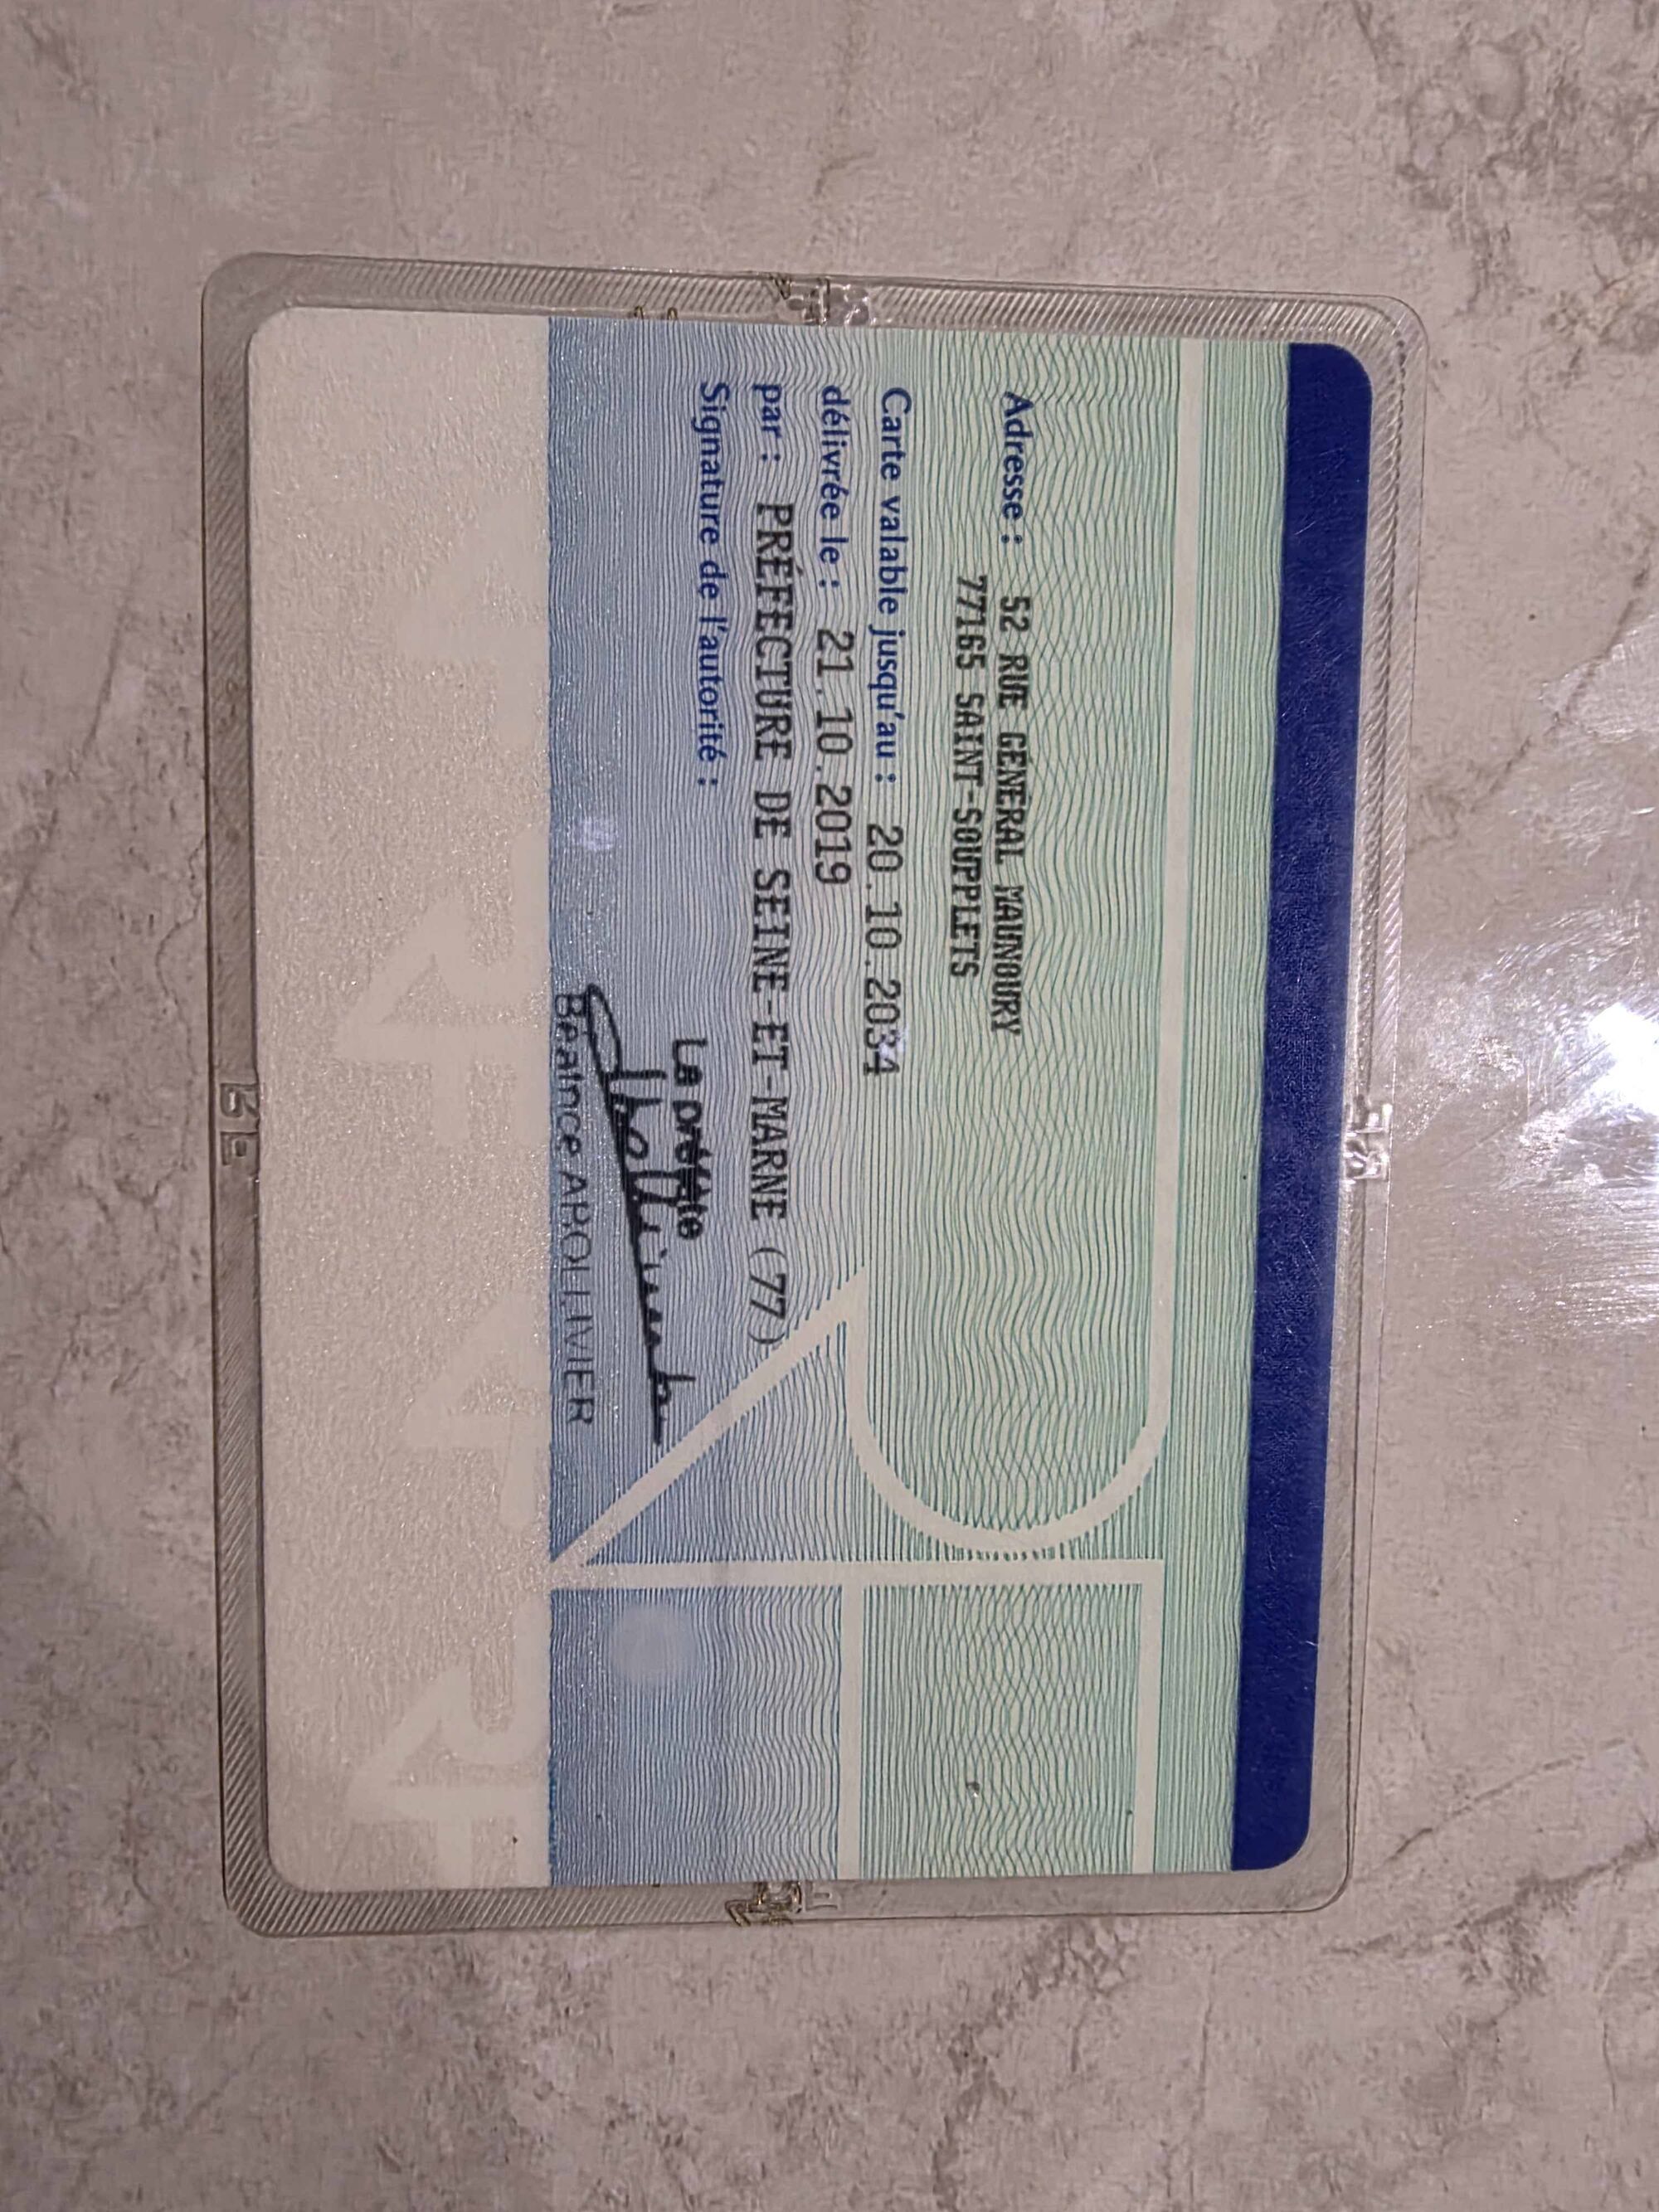 Adresse : 52 RUE GENERAL MAUNOURY
77165 SAINT-SOUPPLETS
Carte valable jusqu'au : 20.10.2034
délivrée le : 21.10.2019
par : PRÉFECTURE DE SEINE-ET-MARNE (77)
Signature de l'autorité :
La préfète
Béatrice ABOLLIVIER